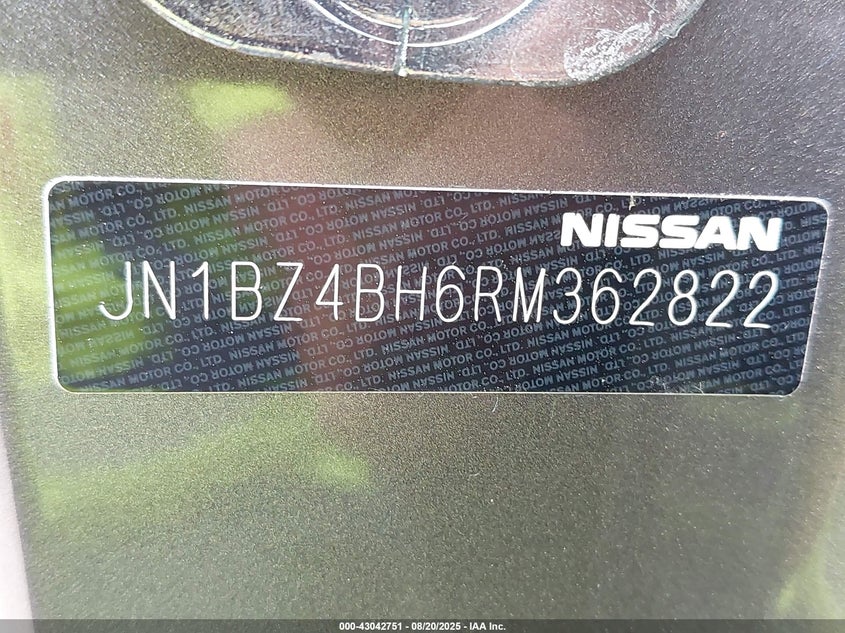 NISSAN
JN1BZ4BH6RM362822
000-43042751 - 08/20/2025 - IAA Inc.